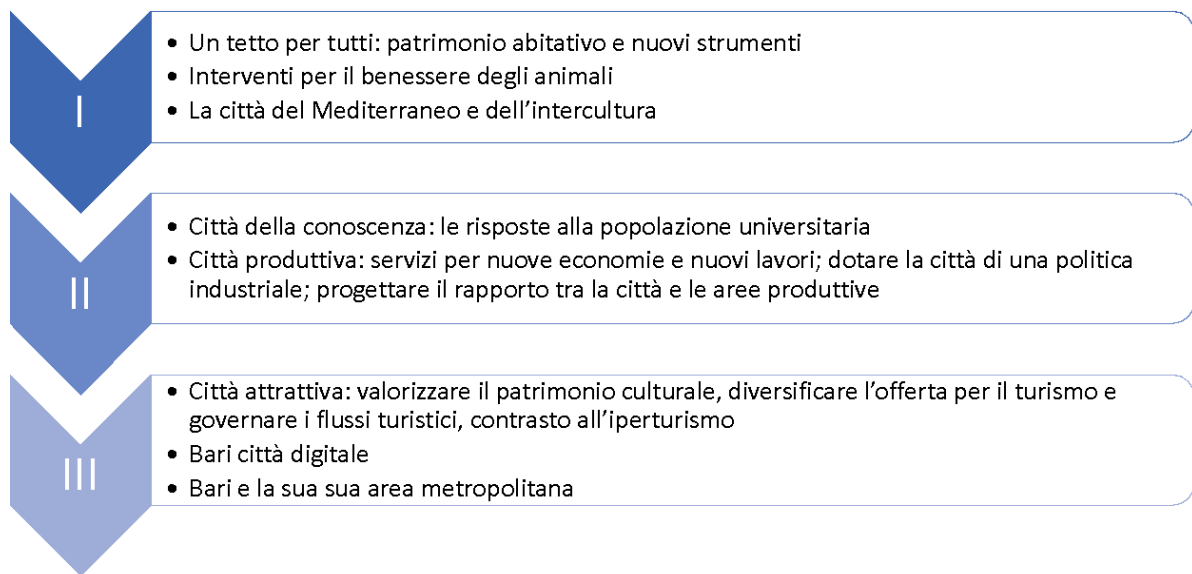 I
• Un tetto per tutti: patrimonio abitativo e nuovi strumenti
• Interventi per il benessere degli animali
• La città del Mediterraneo e dell'intercultura
II
• Città della conoscenza: le risposte alla popolazione universitaria
• Città produttiva: servizi per nuove economie e nuovi lavori; dotare la città di una politica
industriale; progettare il rapporto tra la città e le aree produttive
III
• Città attrattiva: valorizzare il patrimonio culturale, diversificare l'offerta per il turismo e
governare i flussi turistici, contrasto all'iperturismo
• Bari città digitale
• Bari e la sua sua area metropolitana